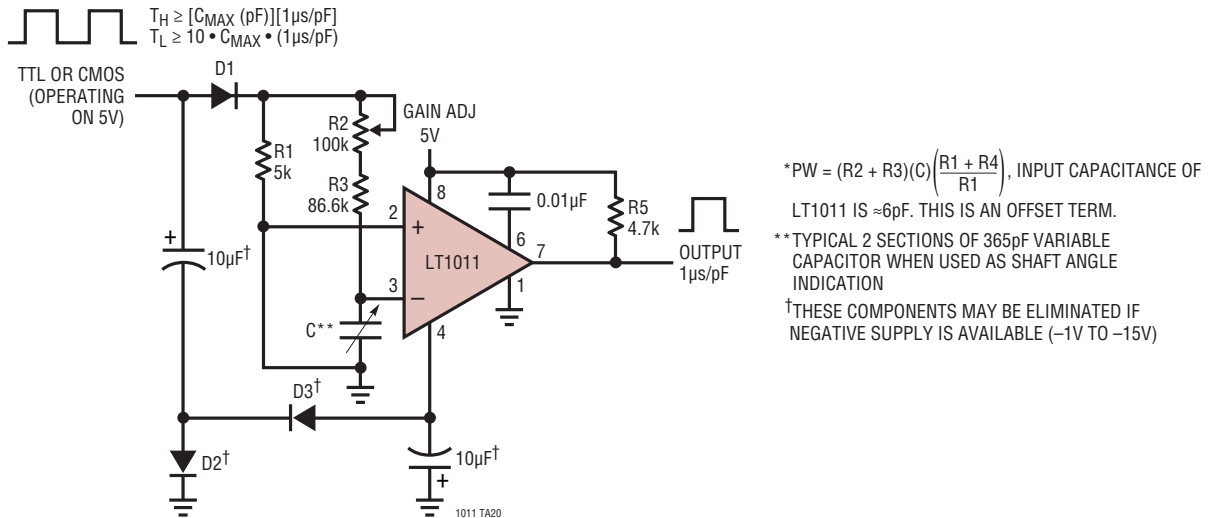 TH ≥ [CMAX (pF)][1µs/pF]
TL ≥ 10 • CMAX • (1µs/pF)
TTL OR CMOS
(OPERATING
ON 5V)
D1
R1
5k
R2
100k
GAIN ADJ
5V
R3
86.6k
8
0.01µF
R5
4.7k
2
+
6
7
LT1011
OUTPUT
1µs/pF
3
–
1
4
C**
+
10µF†
D3†
D2†
10µF†
+
1011 TA20
*PW = (R2 + R3)(C)(R1 + R4/R1), INPUT CAPACITANCE OF
LT1011 IS ≈6pF. THIS IS AN OFFSET TERM.
**TYPICAL 2 SECTIONS OF 365pF VARIABLE
CAPACITOR WHEN USED AS SHAFT ANGLE
INDICATION
†THESE COMPONENTS MAY BE ELIMINATED IF
NEGATIVE SUPPLY IS AVAILABLE (–1V TO –15V)